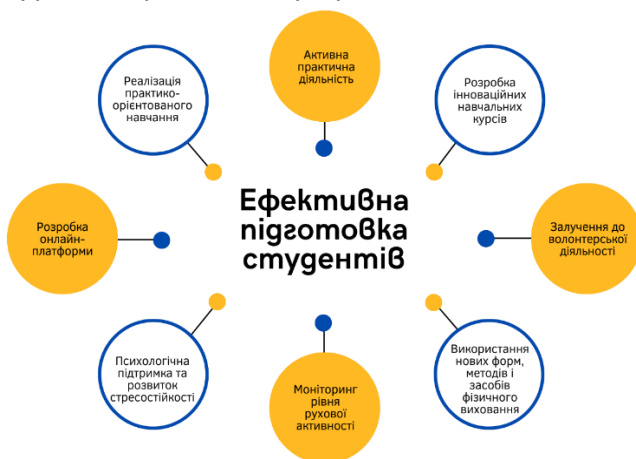 Активна
практична
діяльність
Реалізація
практико-
орієнтованого
навчання
Розробка
інноваційних
навчальних
курсів
Ефективна
підготовка
студентів
Розробка
онлайн-
платформи
Залучення до
волонтерської
діяльності
Психологічна
підтримка та
розвиток
стресостійкості
Моніторинг
рівня
рухової
активності
Використання
нових форм,
методів і
засобів
фізичного
виховання